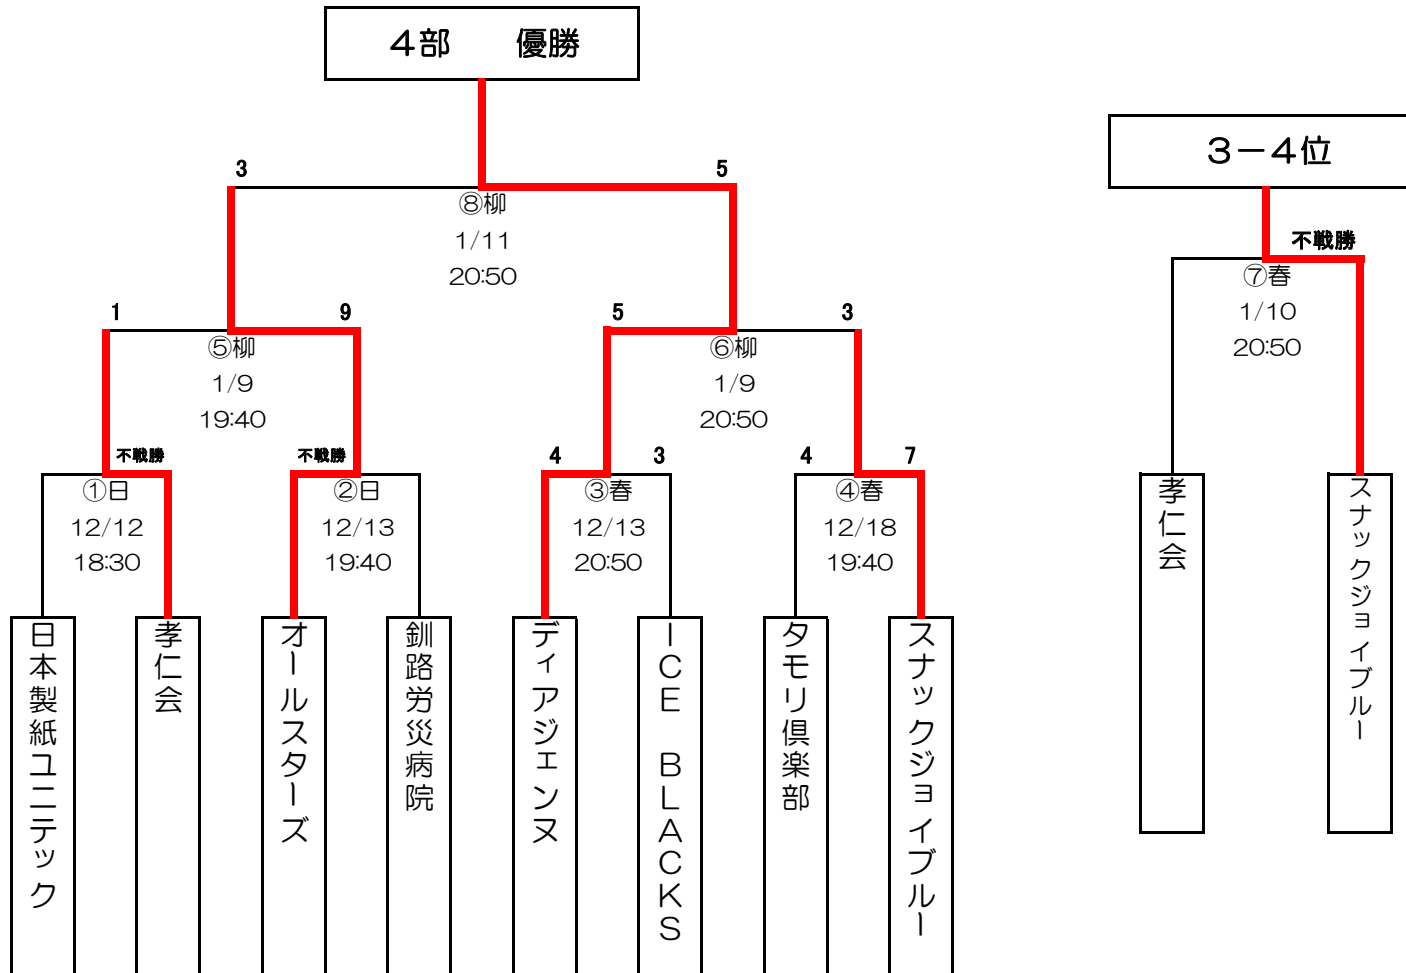 ４部　優勝
3
5
⑧柳
1/11
20:50
1
9
⑤柳
1/9
19:40
5
3
⑥柳
1/9
20:50
不戦勝
①日
12/12
18:30
不戦勝
②日
12/13
19:40
4
3
③春
12/13
20:50
4
7
④春
12/18
19:40
日本製紙ユニテック
孝仁会
オールスターズ
釧路労災病院
ディアジェンヌ
ICE BLACKS
タモリ倶楽部
スナックジョイブルー
３－４位
不戦勝
⑦春
1/10
20:50
孝仁会
スナックジョイブルー